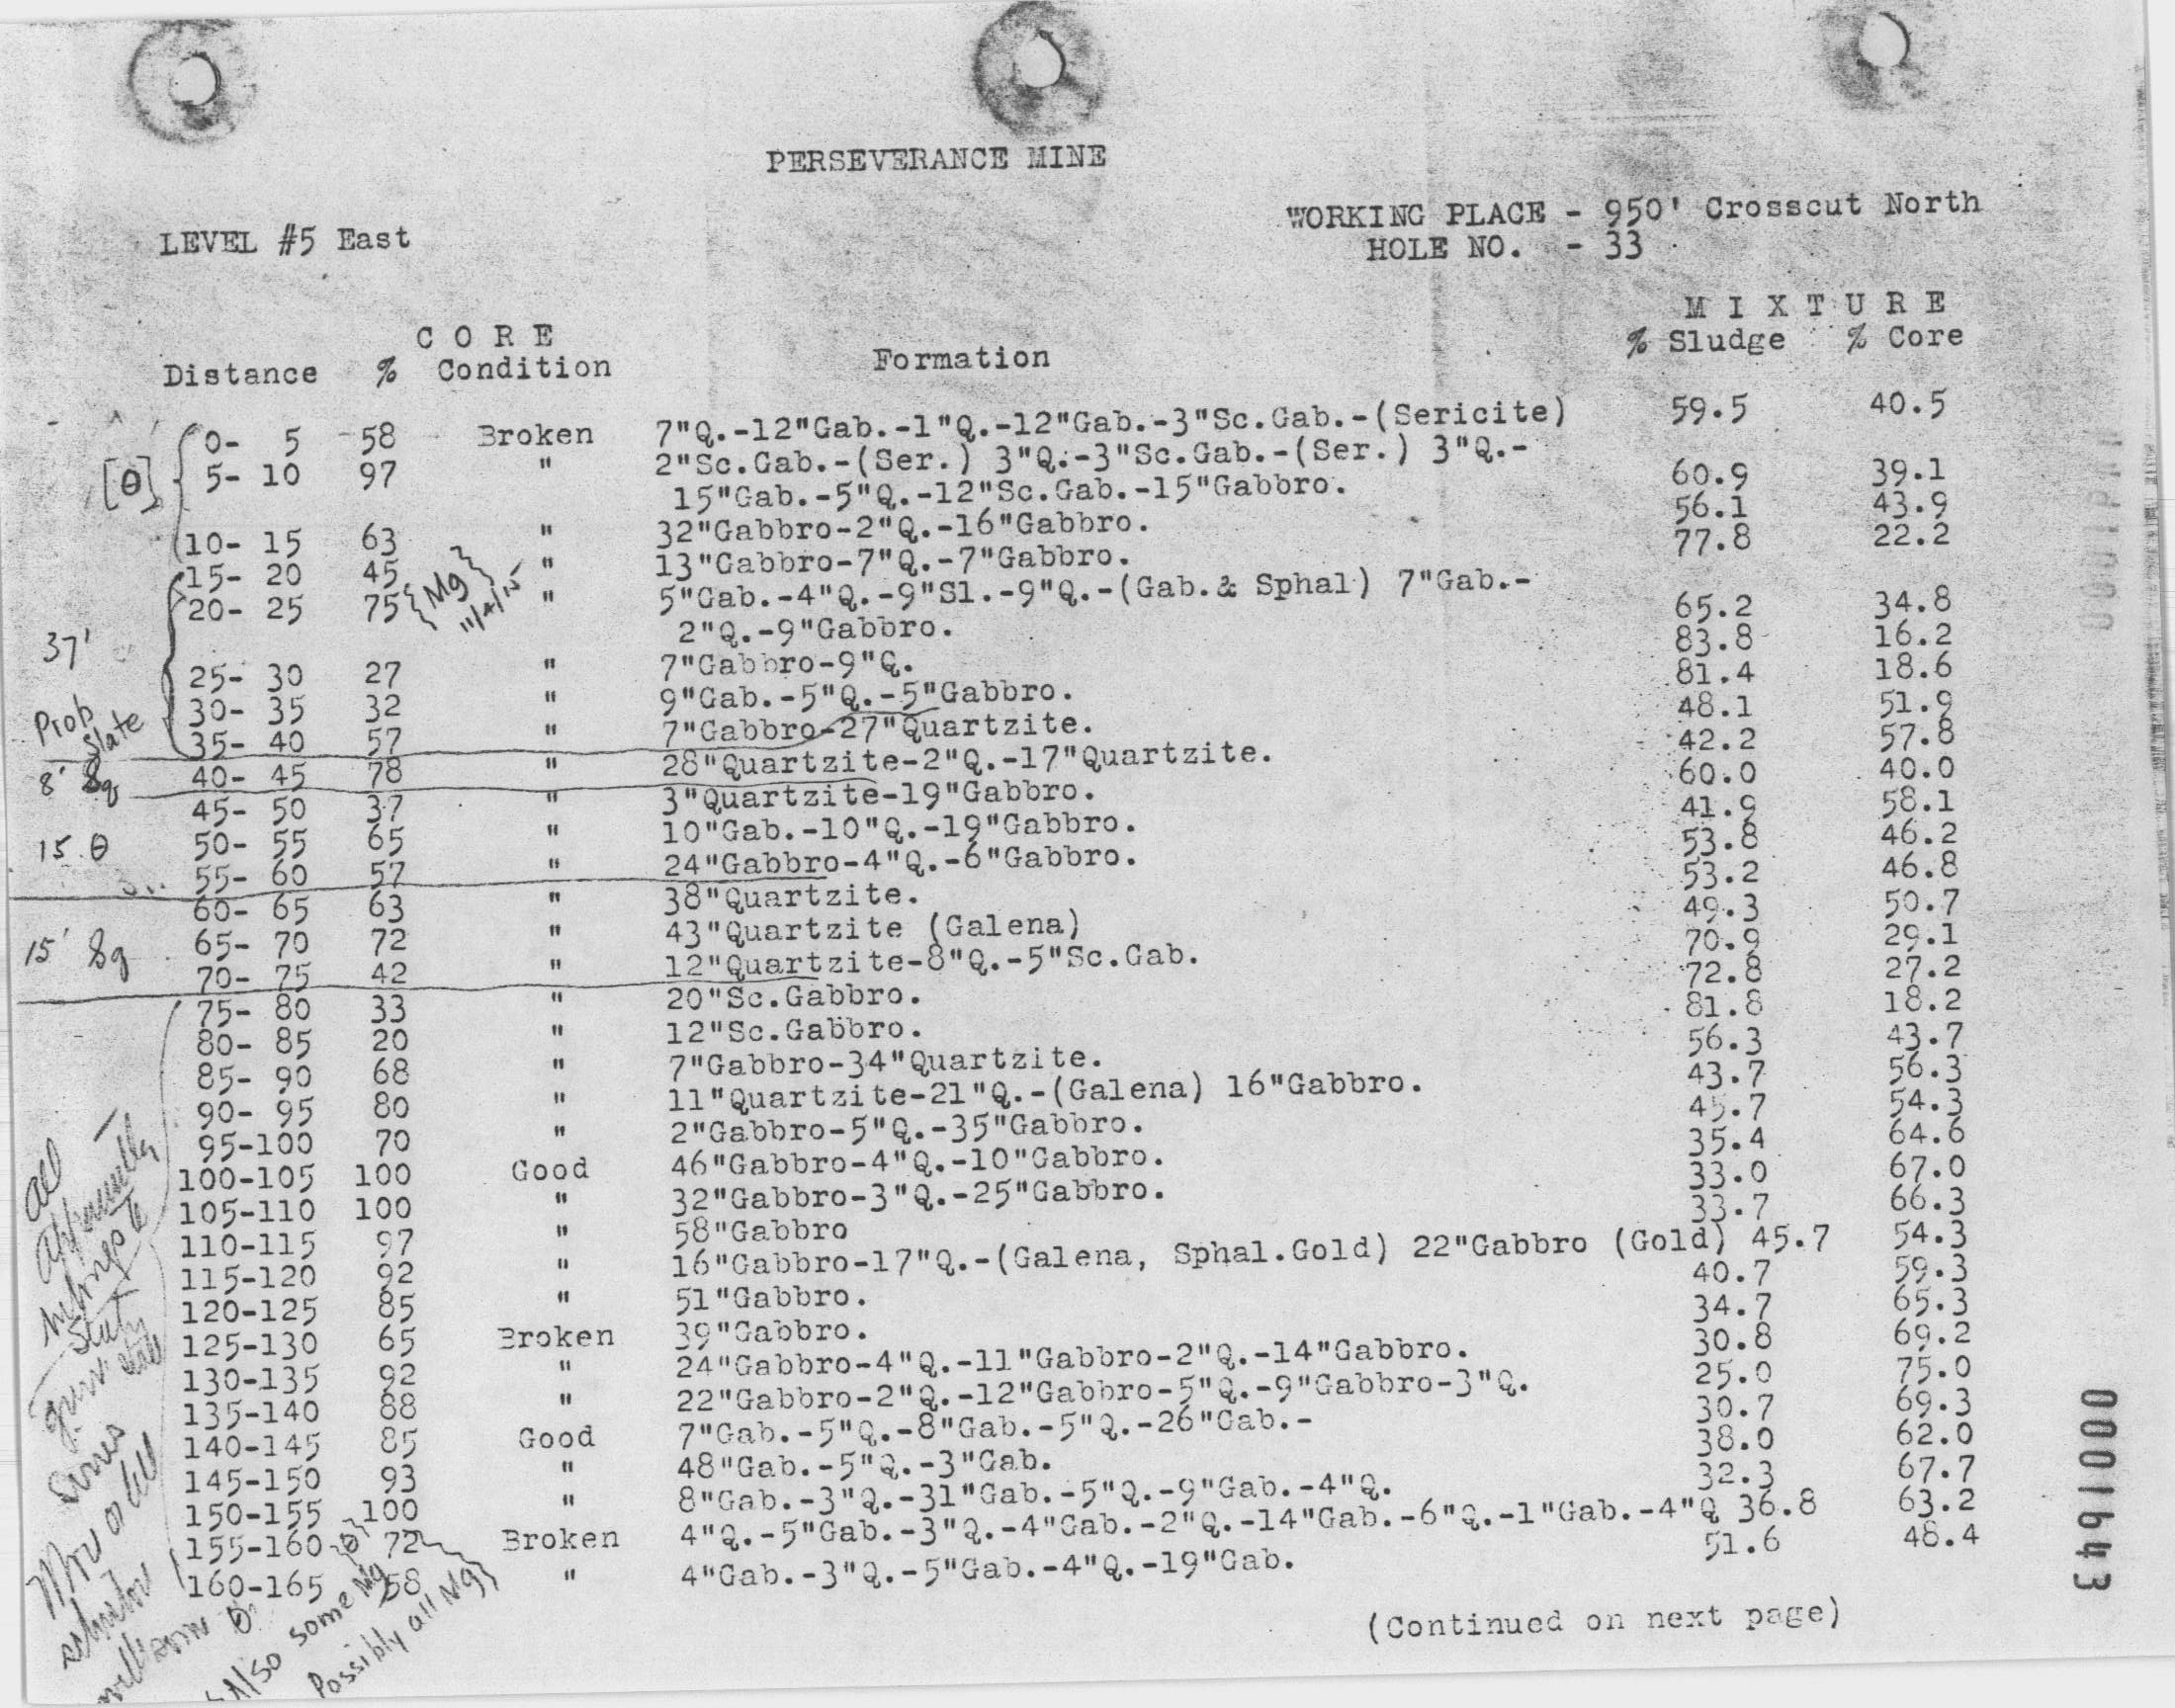 PERSEVERANCE MINE
LEVEL #5 East
WORKING PLACE - 950' Crosscut North
HOLE NO. - 33
C O R E
M I X T U R E
Distance % Condition Formation % Sludge % Core
0- 5 58 Broken 7"Q.-12"Gab.-1"Q.-12"Gab.-3"Sc.Gab.-(Sericite) 59.5 40.5
[θ] 5- 10 97 " 2"Sc.Gab.-(Ser.) 3"Q.-3"Sc.Gab.-(Ser.) 3"Q.-
15"Gab.-5"Q.-12"Sc.Gab.-15"Gabbro. 60.9 39.1
10- 15 63 " 32"Gabbro-2"Q.-16"Gabbro. 56.1 43.9
15- 20 45 " 13"Gabbro-7"Q.-7"Gabbro. 77.8 22.2
20- 25 75 {Mg} " 5"Gab.-4"Q.-9"Sl.-9"Q.-(Gab.& Sphal) 7"Gab.-
37' 2"Q.-9"Gabbro. 65.2 34.8
25- 30 27 " 7"Gabbro-9"Q. 83.8 16.2
Prob 30- 35 32 " 9"Gab.-5"Q.-5"Gabbro. 81.4 18.6
Slate 35- 40 57 " 7"Gabbro-27"Quartzite. 48.1 51.9
8' Sq 40- 45 78 " 28"Quartzite-2"Q.-17"Quartzite. 42.2 57.8
45- 50 37 " 3"Quartzite-19"Gabbro. 60.0 40.0
15 θ 50- 55 65 " 10"Gab.-10"Q.-19"Gabbro. 41.9 58.1
55- 60 57 " 24"Gabbro-4"Q.-6"Gabbro. 53.8 46.2
60- 65 63 " 38"Quartzite. 53.2 46.8
15' Sq 65- 70 72 " 43"Quartzite (Galena) 49.3 50.7
70- 75 42 " 12"Quartzite-8"Q.-5"Sc.Gab. 70.9 29.1
75- 80 33 " 20"Sc.Gabbro. 72.8 27.2
80- 85 20 " 12"Sc.Gabbro. 81.8 18.2
85- 90 68 " 7"Gabbro-34"Quartzite. 56.3 43.7
90- 95 80 " 11"Quartzite-21"Q.-(Galena) 16"Gabbro. 43.7 56.3
95-100 70 " 2"Gabbro-5"Q.-35"Gabbro. 45.7 54.3
100-105 100 Good 46"Gabbro-4"Q.-10"Gabbro. 35.4 64.6
105-110 100 " 32"Gabbro-3"Q.-25"Gabbro. 33.0 67.0
110-115 97 " 58"Gabbro 33.7 66.3
115-120 92 " 16"Gabbro-17"Q.-(Galena, Sphal.Gold) 22"Gabbro (Gold) 45.7 54.3
120-125 85 " 51"Gabbro. 40.7 59.3
125-130 65 Broken 39"Gabbro. 34.7 65.3
130-135 92 " 24"Gabbro-4"Q.-11"Gabbro-2"Q.-14"Gabbro. 30.8 69.2
135-140 88 " 22"Gabbro-2"Q.-12"Gabbro-5"Q.-9"Gabbro-3"Q. 25.0 75.0
140-145 85 Good 7"Gab.-5"Q.-8"Gab.-5"Q.-26"Gab.- 30.7 69.3
145-150 93 " 48"Gab.-5"Q.-3"Gab. 38.0 62.0
150-155 100 " 8"Gab.-3"Q.-31"Gab.-5"Q.-9"Gab.-4"Q. 32.3 67.7
155-160 72 Broken 4"Q.-5"Gab.-3"Q.-4"Gab.-2"Q.-14"Gab.-6"Q.-1"Gab.-4"Q 36.8 63.2
160-165 58 " 4"Gab.-3"Q.-5"Gab.-4"Q.-19"Gab. 51.6 48.4
All
apparently
belongs to
Series
Also some Mg
Possibly all Mg
(Continued on next page)
0001643